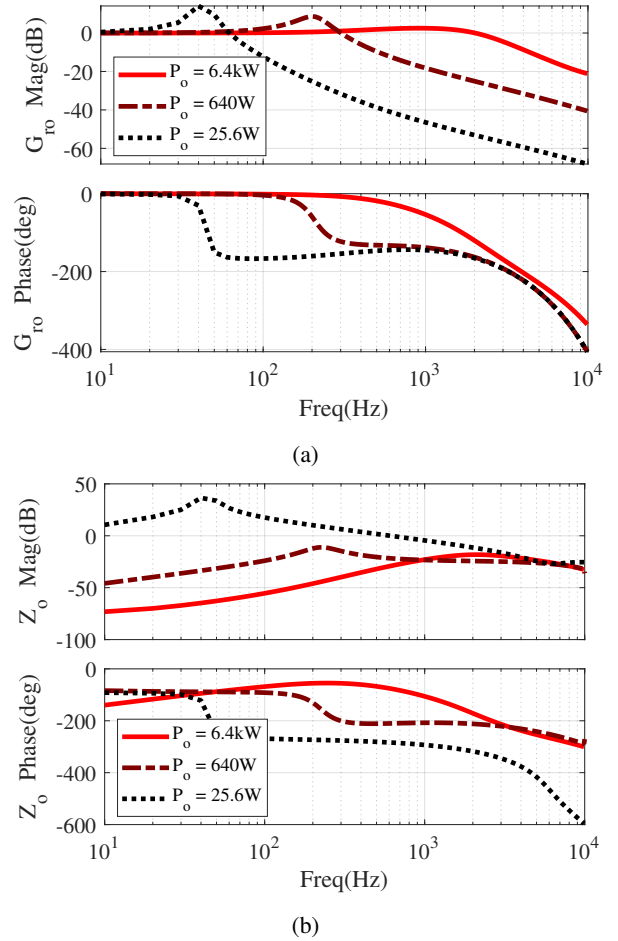 0
-20
-40
-60
G_ro Mag(dB)
P_o = 6.4kW
P_o = 640W
P_o = 25.6W
0
-200
-400
G_ro Phase(deg)
10^1
10^2
10^3
10^4
Freq(Hz)
(a)
50
0
-50
-100
Z_o Mag(dB)
0
-200
-400
-600
Z_o Phase(deg)
P_o = 6.4kW
P_o = 640W
P_o = 25.6W
10^1
10^2
10^3
10^4
Freq(Hz)
(b)